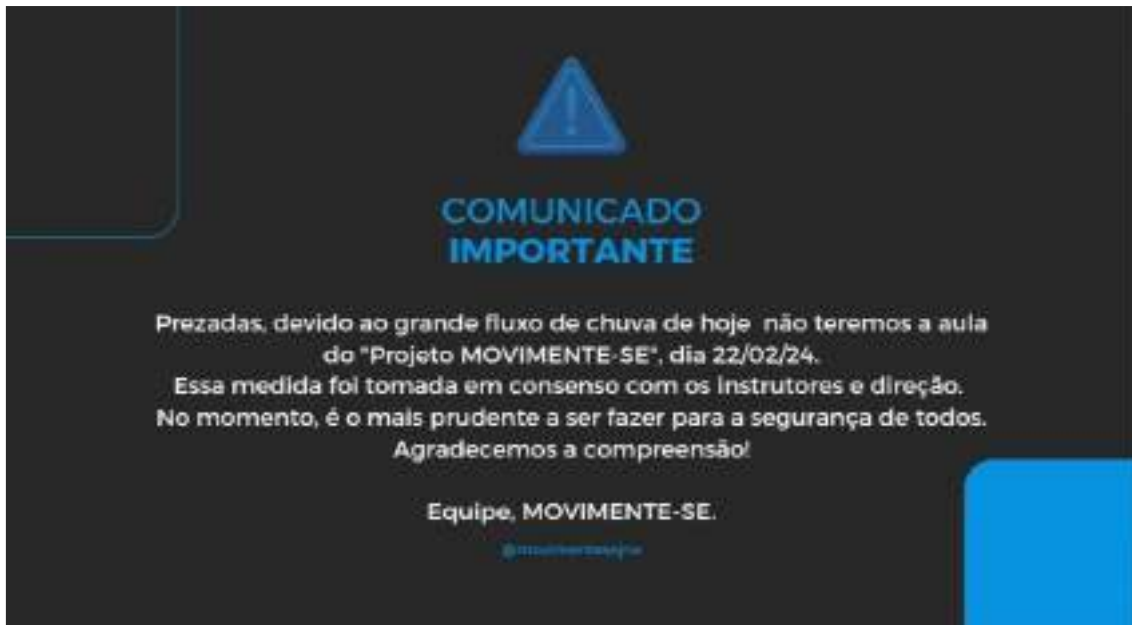 COMUNICADO
IMPORTANTE
Prezadas, devido ao grande fluxo de chuva de hoje não teremos a aula
do "Projeto MOVIMENTE-SE", dia 22/02/24.
Essa medida foi tomada em consenso com os instrutores e direção.
No momento, é o mais prudente a ser fazer para a segurança de todos.
Agradecemos a compreensão!
Equipe, MOVIMENTE-SE.